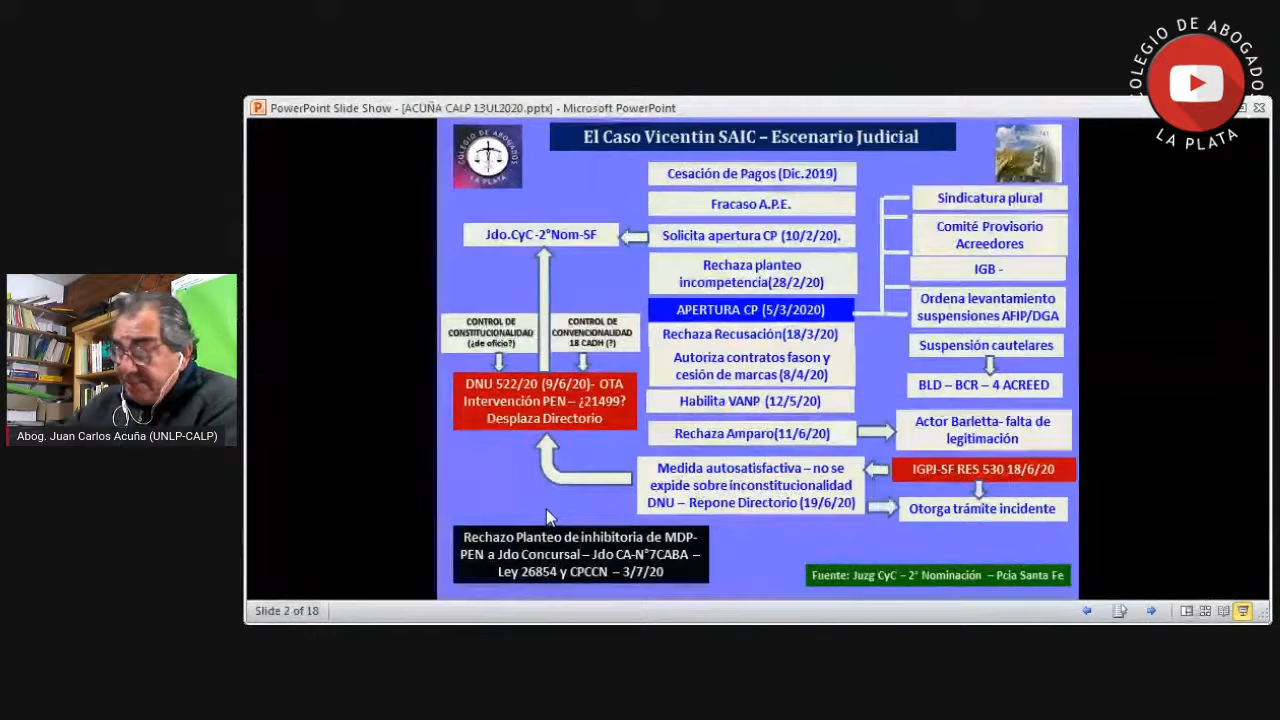 COLEGIO DE ABOGADOS
LA PLATA
PowerPoint Slide Show - [ACUÑA CALP 13UL2020.pptx] - Microsoft PowerPoint
COLEGIO DE ABOGADOS
LA PLATA
El Caso Vicentin SAIC – Escenario Judicial
Cesación de Pagos (Dic.2019)
Fracaso A.P.E.
Jdo.CyC -2°Nom-SF
Solicita apertura CP (10/2/20).
Rechaza planteo
incompetencia(28/2/20)
APERTURA CP (5/3/2020)
Rechaza Recusación(18/3/20)
Autoriza contratos fason y
cesión de marcas (8/4/20)
Habilita VANP (12/5/20)
Rechaza Amparo(11/6/20)
Sindicatura plural
Comité Provisorio
Acreedores
IGB -
Ordena levantamiento
suspensiones AFIP/DGA
Suspensión cautelares
BLD – BCR – 4 ACREED
Actor Barletta- falta de
legitimación
CONTROL DE
CONSTITUCIONALIDAD
(¿de oficio?)
CONTROL DE
CONVENCIONALIDAD
18 CADH (?)
DNU 522/20 (9/6/20)- OTA
Intervención PEN – ¿21499?
Desplaza Directorio
Medida autosatisfactiva – no se
expide sobre inconstitucionalidad
DNU – Repone Directorio (19/6/20)
IGPJ-SF RES 530 18/6/20
Otorga trámite incidente
Rechazo Planteo de inhibitoria de MDP-
PEN a Jdo Concursal – Jdo CA-N°7CABA –
Ley 26854 y CPCCN – 3/7/20
Fuente: Juzg CyC – 2° Nominación – Pcia Santa Fe
Slide 2 of 18
Abog. Juan Carlos Acuña (UNLP-CALP)